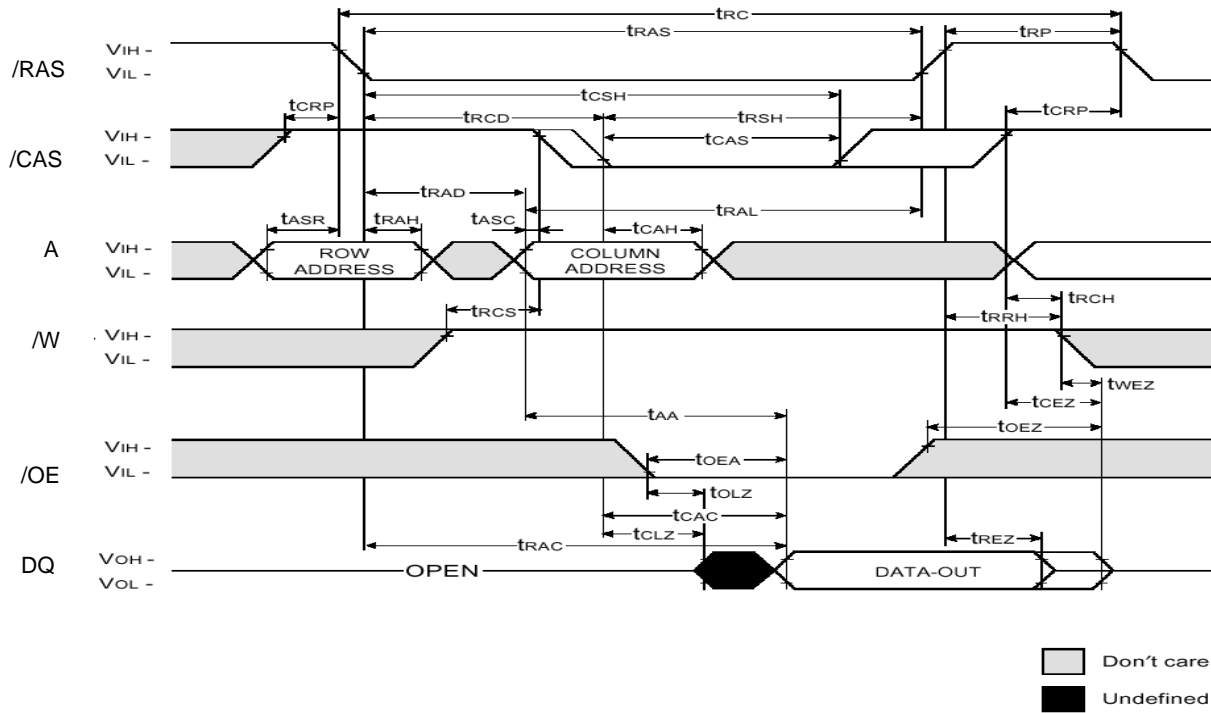 tRC
tRAS
tRP
VIH -
/RAS
VIL -
tCSH
tCRP
tRCD
tRSH
tCRP
VIH -
tCAS
/CAS
VIL -
tRAD
tRAL
tASR
tRAH
tASC
tCAH
A
VIH -
ROW
ADDRESS
COLUMN
ADDRESS
VIL -
tRCS
tRCH
tRRH
/W
VIH -
VIL -
tWEZ
tCEZ
tAA
tOEZ
VIH -
tOEA
/OE
VIL -
tOLZ
tCAC
tCLZ
tREZ
tRAC
DQ
VOH -
OPEN
DATA-OUT
VOL -
Don't care
Undefined